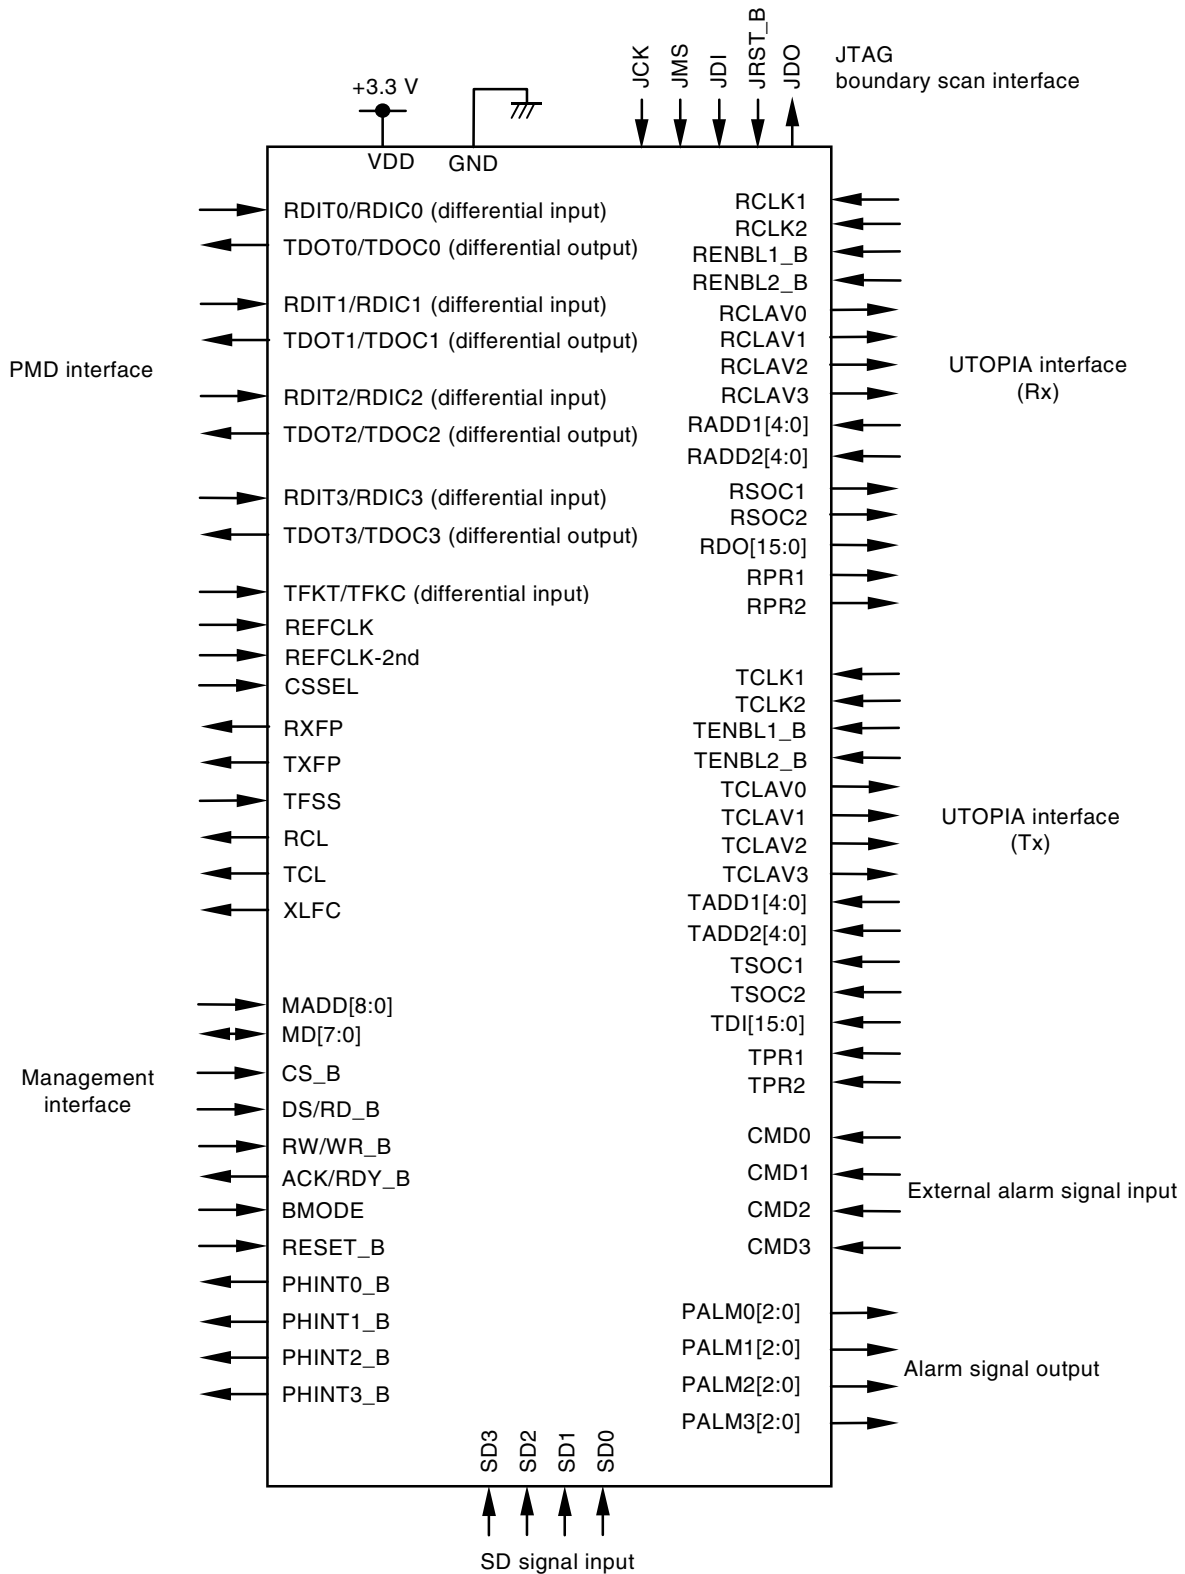 JCK
JMS
JDI
JRST_B
JDO
JTAG
boundary scan interface
+3.3 V
VDD
GND
PMD interface
RDIT0/RDIC0 (differential input)
TDOT0/TDOC0 (differential output)
RDIT1/RDIC1 (differential input)
TDOT1/TDOC1 (differential output)
RDIT2/RDIC2 (differential input)
TDOT2/TDOC2 (differential output)
RDIT3/RDIC3 (differential input)
TDOT3/TDOC3 (differential output)
TFKT/TFKC (differential input)
REFCLK
REFCLK-2nd
CSSEL
RXFP
TXFP
TFSS
RCL
TCL
XLFC
Management
interface
MADD[8:0]
MD[7:0]
CS_B
DS/RD_B
RW/WR_B
ACK/RDY_B
BMODE
RESET_B
PHINT0_B
PHINT1_B
PHINT2_B
PHINT3_B
RCLK1
RCLK2
RENBL1_B
RENBL2_B
RCLAV0
RCLAV1
RCLAV2
RCLAV3
RADD1[4:0]
RADD2[4:0]
RSOC1
RSOC2
RDO[15:0]
RPR1
RPR2
UTOPIA interface
(Rx)
TCLK1
TCLK2
TENBL1_B
TENBL2_B
TCLAV0
TCLAV1
TCLAV2
TCLAV3
TADD1[4:0]
TADD2[4:0]
TSOC1
TSOC2
TDI[15:0]
TPR1
TPR2
UTOPIA interface
(Tx)
CMD0
CMD1
CMD2
CMD3
External alarm signal input
PALM0[2:0]
PALM1[2:0]
PALM2[2:0]
PALM3[2:0]
Alarm signal output
SD3
SD2
SD1
SD0
SD signal input